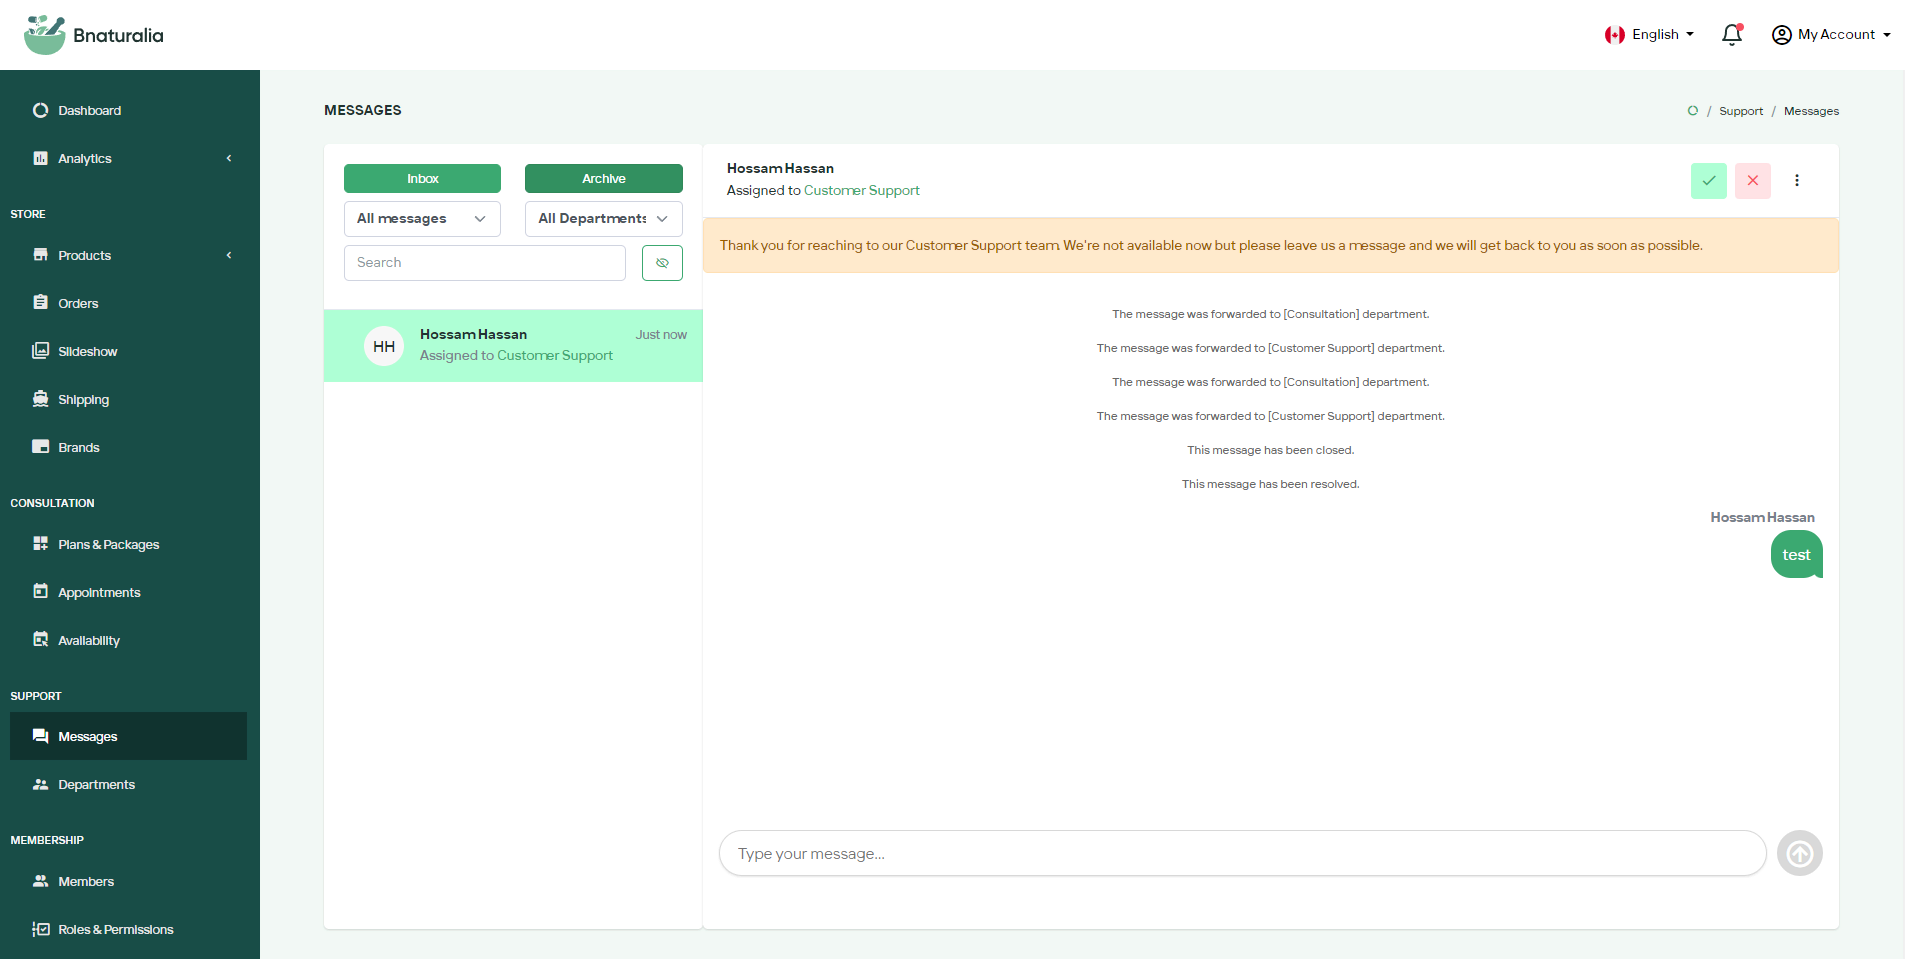 Bnaturalia
English
My Account
Dashboard
Analytics
STORE
Products
Orders
Slideshow
Shipping
Brands
CONSULTATION
Plans & Packages
Appointments
Availability
SUPPORT
Messages
Departments
MEMBERSHIP
Members
Roles & Permissions
MESSAGES
/ Support / Messages
Inbox
Archive
All messages
All Departments
Search
HH
Hossam Hassan
Just now
Assigned to Customer Support
Hossam Hassan
Assigned to Customer Support
Thank you for reaching to our Customer Support team. We're not available now but please leave us a message and we will get back to you as soon as possible.
The message was forwarded to [Consultation] department.
The message was forwarded to [Customer Support] department.
The message was forwarded to [Consultation] department.
The message was forwarded to [Customer Support] department.
This message has been closed.
This message has been resolved.
Hossam Hassan
test
Type your message...